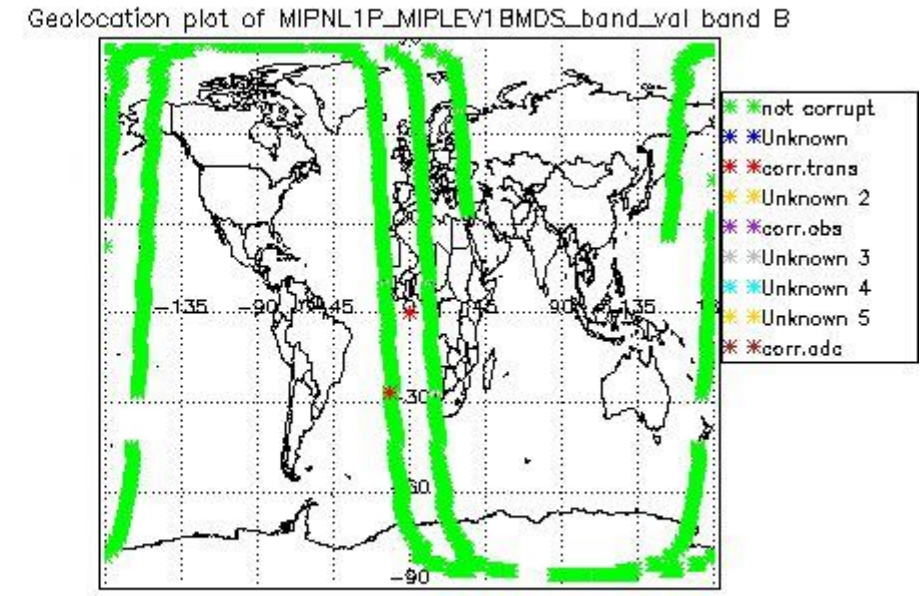 Geolocation plot of MIPNL1P_MIPLEV1BMDS_band_val band B
not corrupt
Unknown
corr.trans
Unknown 2
corr.obs
Unknown 3
Unknown 4
Unknown 5
corr.adc
-135 -90 -45 45 90 135
-30
-60
-90